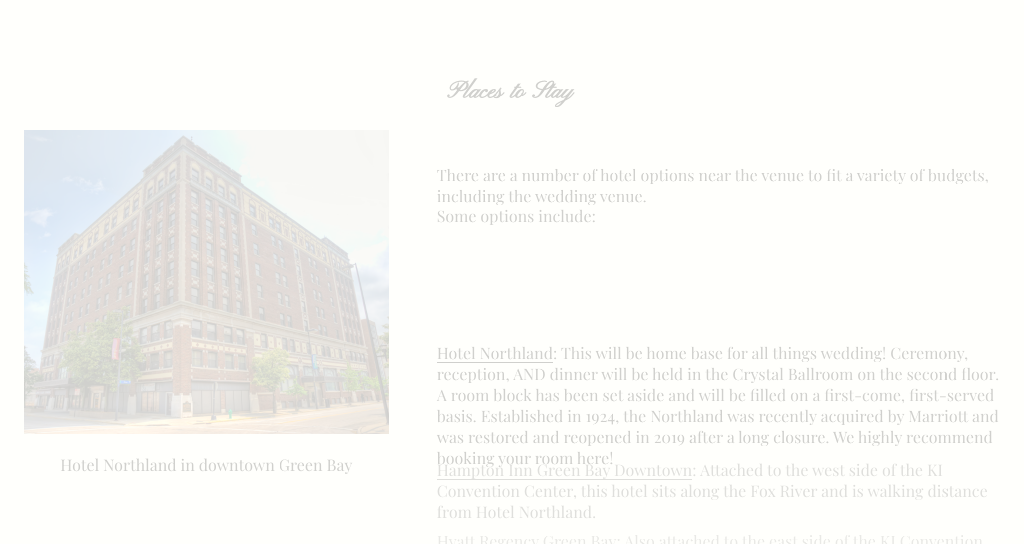 Places to Stay
There are a number of hotel options near the venue to fit a variety of budgets,
including the wedding venue.
Some options include:
Hotel Northland: This will be home base for all things wedding! Ceremony,
reception, AND dinner will be held in the Crystal Ballroom on the second floor.
A room block has been set aside and will be filled on a first-come, first-served
basis. Established in 1924, the Northland was recently acquired by Marriott and
was restored and reopened in 2019 after a long closure. We highly recommend
booking your room here!
Hotel Northland in downtown Green Bay
Hampton Inn Green Bay Downtown: Attached to the west side of the KI
Convention Center, this hotel sits along the Fox River and is walking distance
from Hotel Northland.
Hyatt Regency Green Bay: Also attached to the east side of the KI Convention